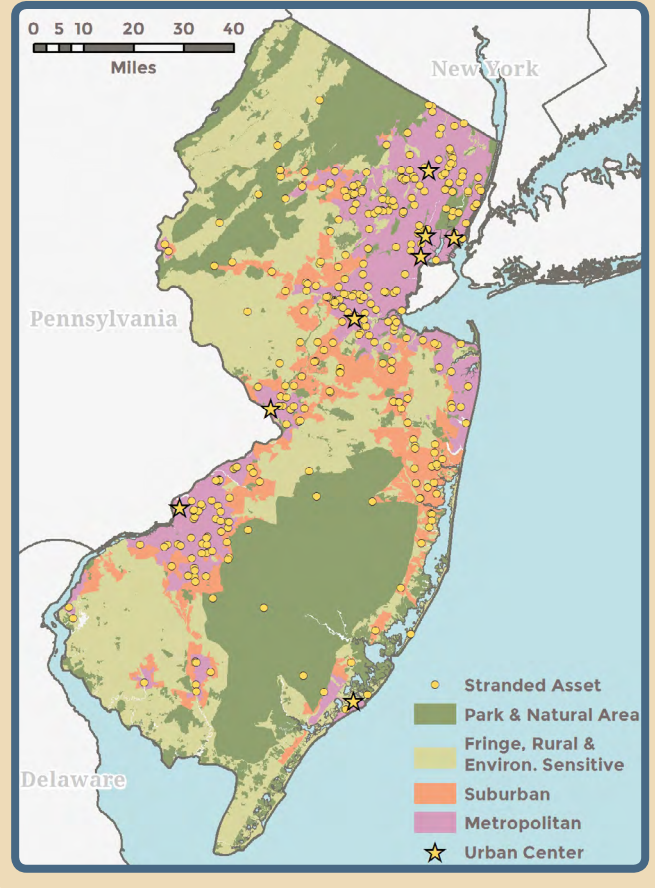 0 5 10 20 30 40
Miles
New York
Pennsylvania
Delaware
Stranded Asset
Park & Natural Area
Fringe, Rural &
Environ. Sensitive
Suburban
Metropolitan
Urban Center